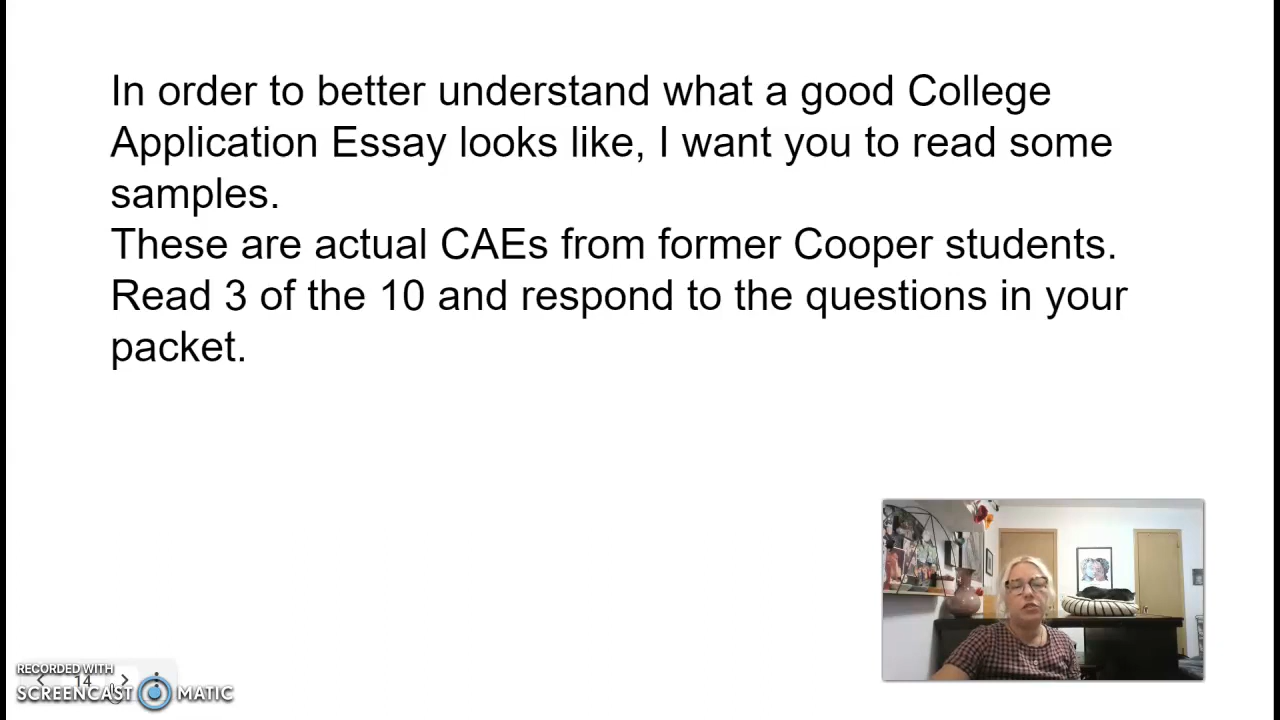 In order to better understand what a good College
Application Essay looks like, I want you to read some
samples.
These are actual CAEs from former Cooper students.
Read 3 of the 10 and respond to the questions in your
packet.
RECORDED WITH
14
SCREENCAST MATIC